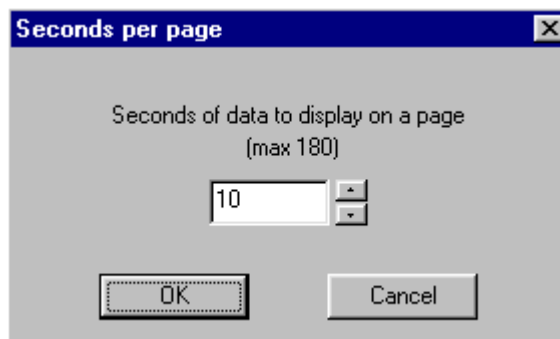 Seconds per page
Seconds of data to display on a page
(max 180)
10
OK
Cancel